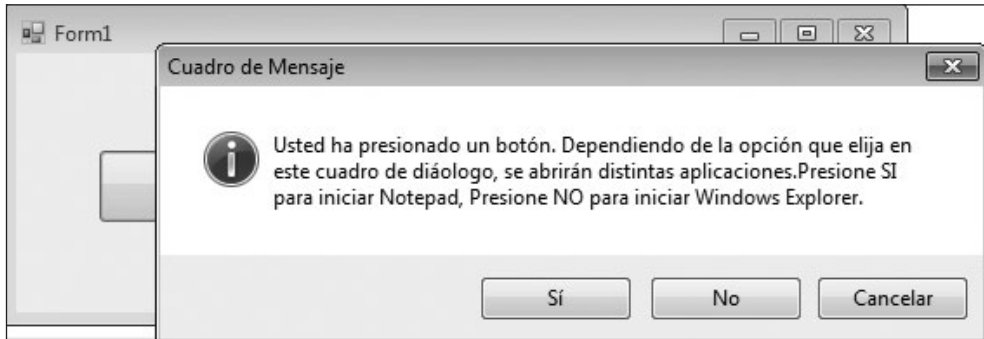 Form1
Cuadro de Mensaje
Usted ha presionado un botón. Dependiendo de la opción que elija en
este cuadro de diáologo, se abrirán distintas aplicaciones.Presione SI
para iniciar Notepad, Presione NO para iniciar Windows Explorer.
Sí
No
Cancelar